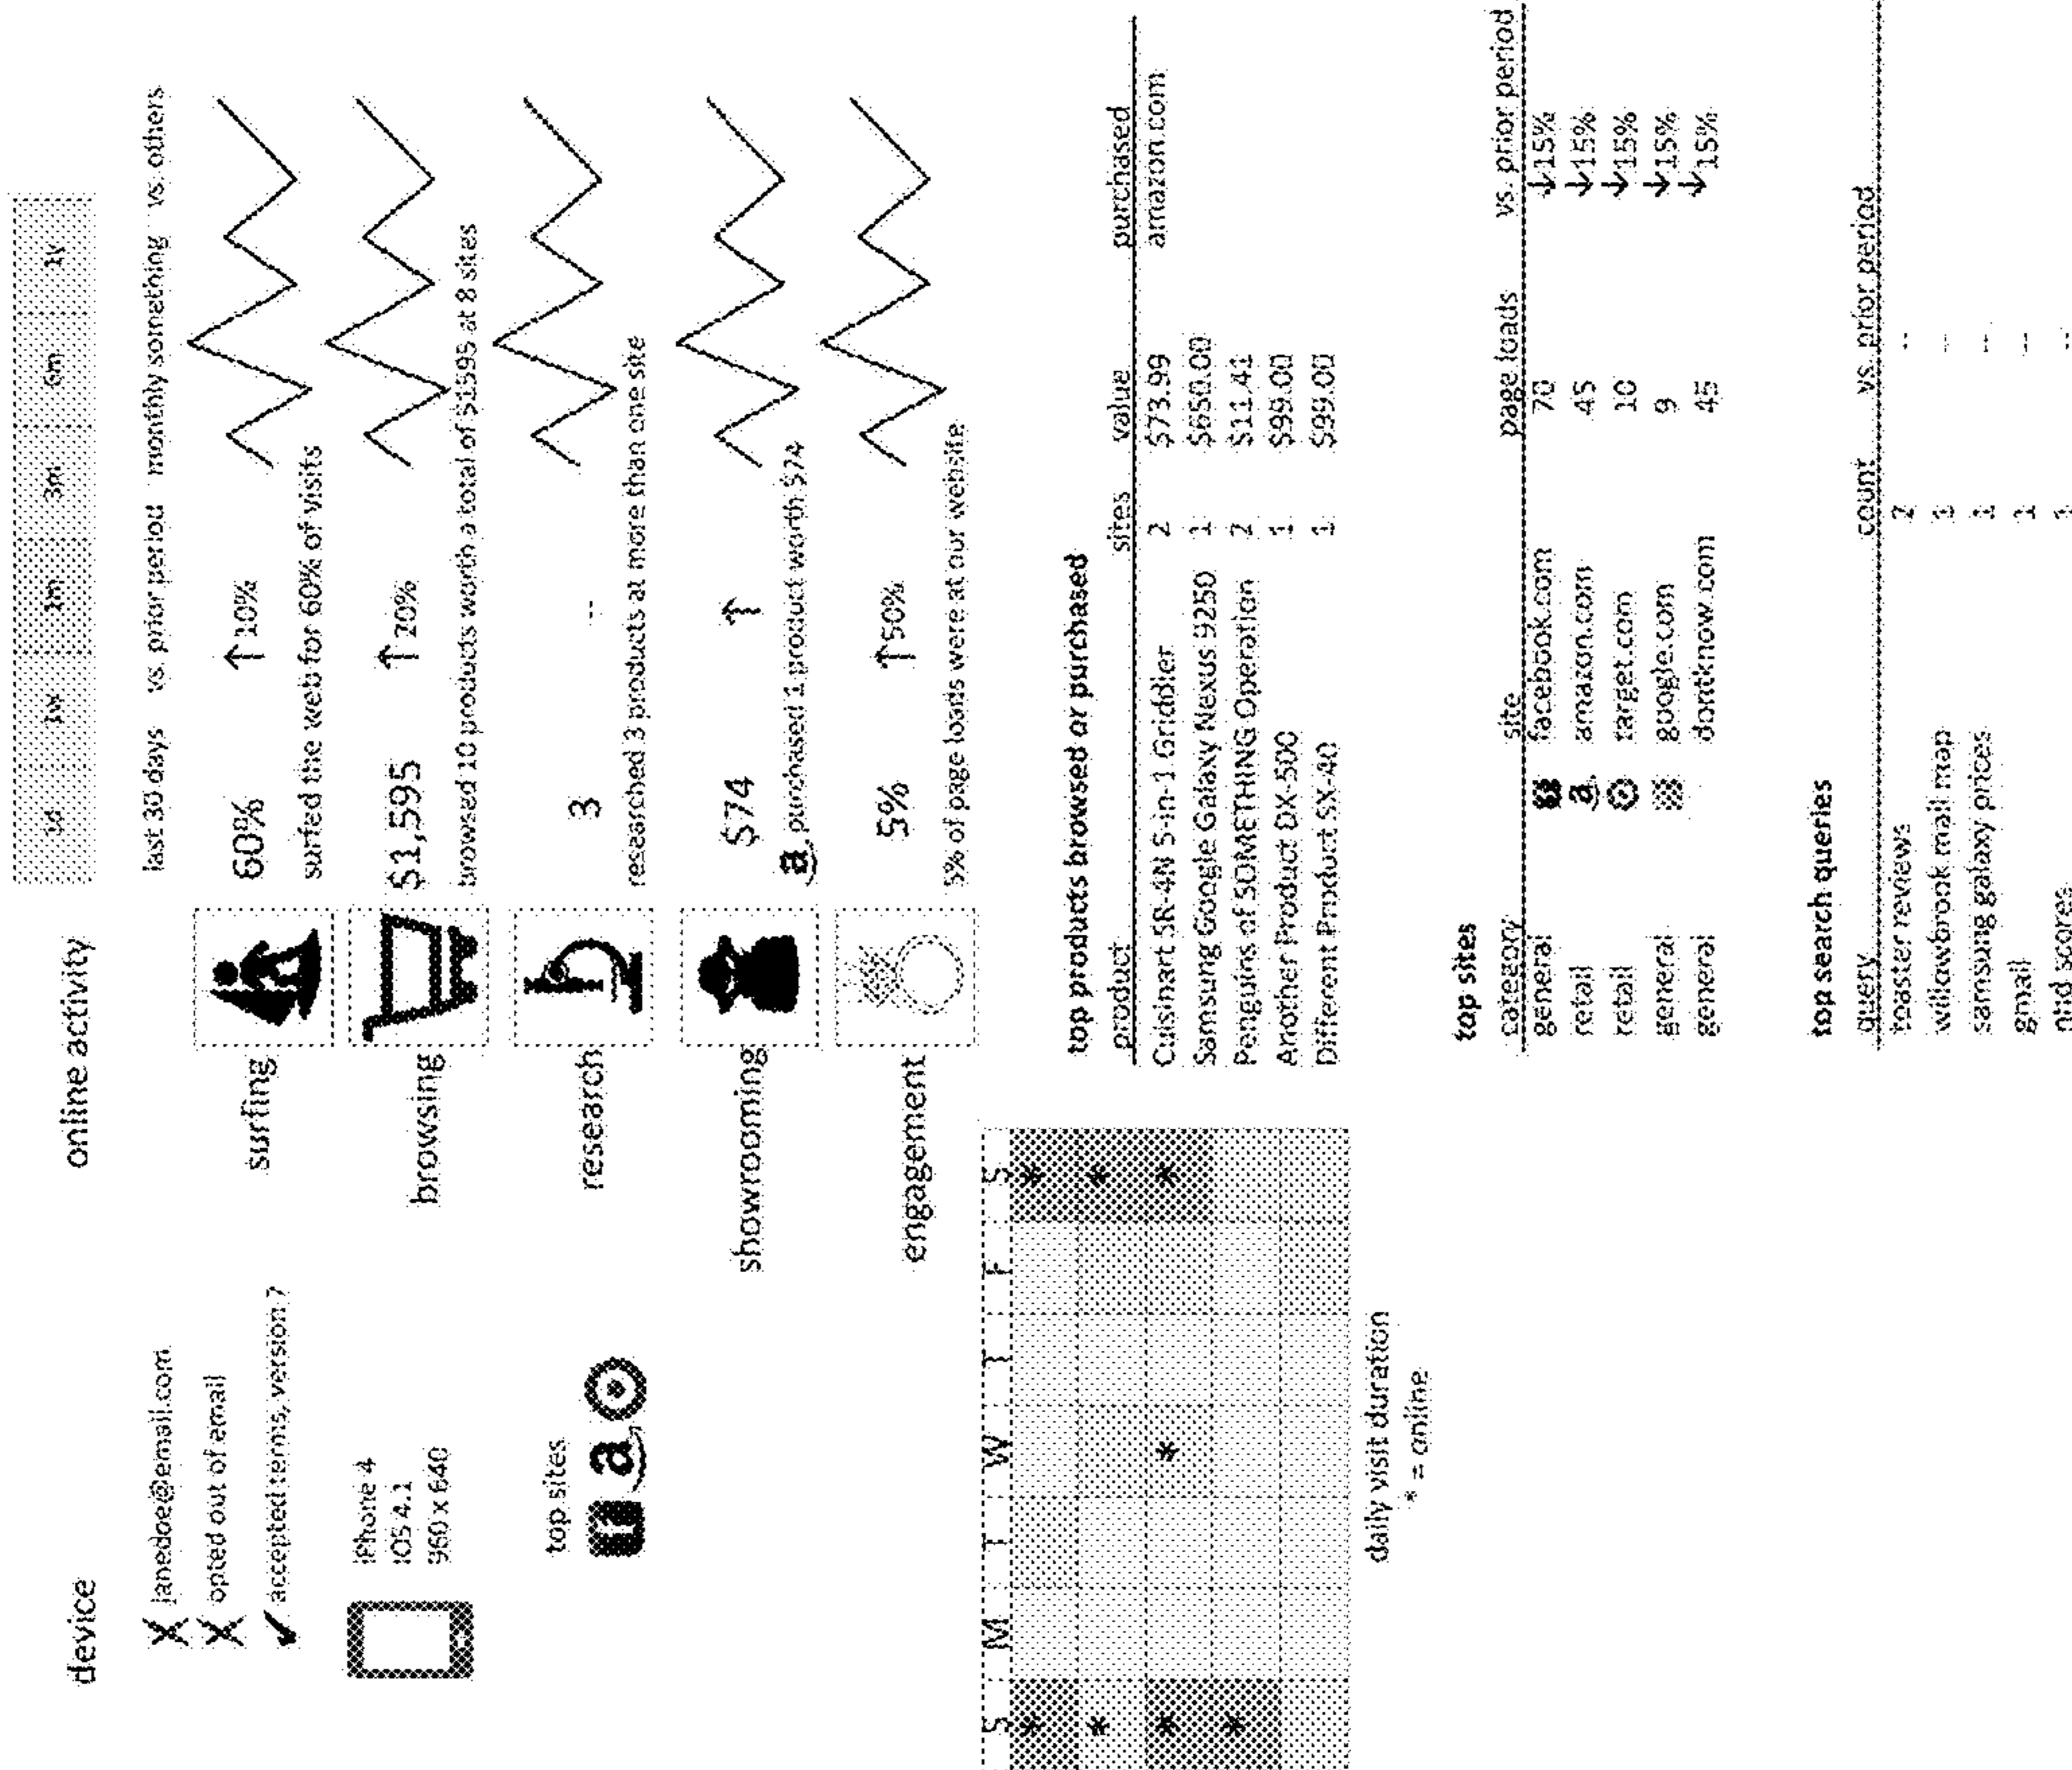 device
X janedoe@email.com
X opted out of email
✓ accepted terms, version 7
iPhone 4
iOS 4.1
960 x 640
top sites
a
S M T W T F S
* *
* *
* * *
*
daily visit duration
* = online
online activity
1d 1w 1m 3m 6m 1y
last 30 days vs. prior period monthly something vs. others
surfing 60% ↑10%
surfed the web for 60% of visits
browsing $1,595 ↑20%
browsed 10 products worth a total of $1595 at 8 sites
research 3 --
researched 3 products at more than one site
showrooming $74 ↑
a purchased 1 product worth $74
engagement 5% ↑50%
5% of page loads were at our website
top products browsed or purchased
product sites value purchased
Cuisinart SR-4N 5-in-1 Griddler 2 $73.99 amazon.com
Samsung Google Galaxy Nexus 9250 1 $650.00
Penguins of SOMETHING Operation 2 $11.41
Another Product DX-500 1 $99.00
Different Product SX-40 1 $99.00
top sites
category site page loads vs. prior period
general facebook.com 70 ↓15%
retail a amazon.com 45 ↓15%
retail target.com 10 ↓15%
general google.com 9 ↓15%
general dontknow.com 45 ↓15%
top search queries
query count vs. prior period
toaster reviews 2 --
willowbrook mall map 1 --
samsung galaxy prices 1 --
gmail 1 --
scores 1 --